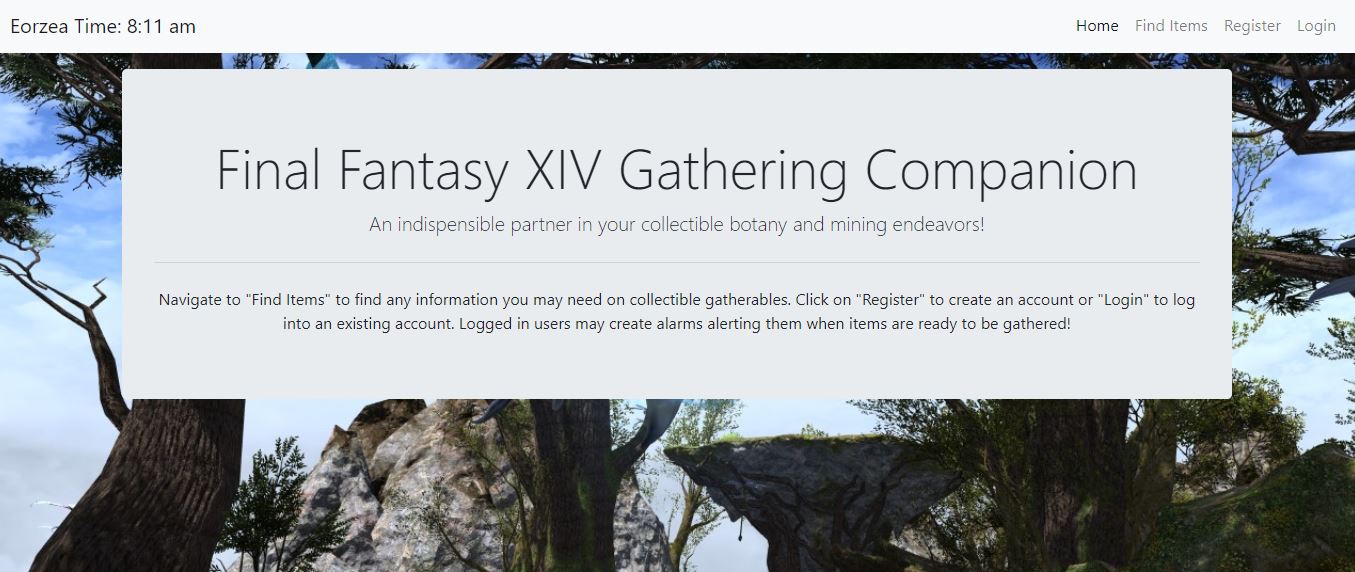 Eorzea Time: 8:11 am
Home Find Items Register Login
Final Fantasy XIV Gathering Companion
An indispensible partner in your collectible botany and mining endeavors!
Navigate to "Find Items" to find any information you may need on collectible gatherables. Click on "Register" to create an account or "Login" to log
into an existing account. Logged in users may create alarms alerting them when items are ready to be gathered!